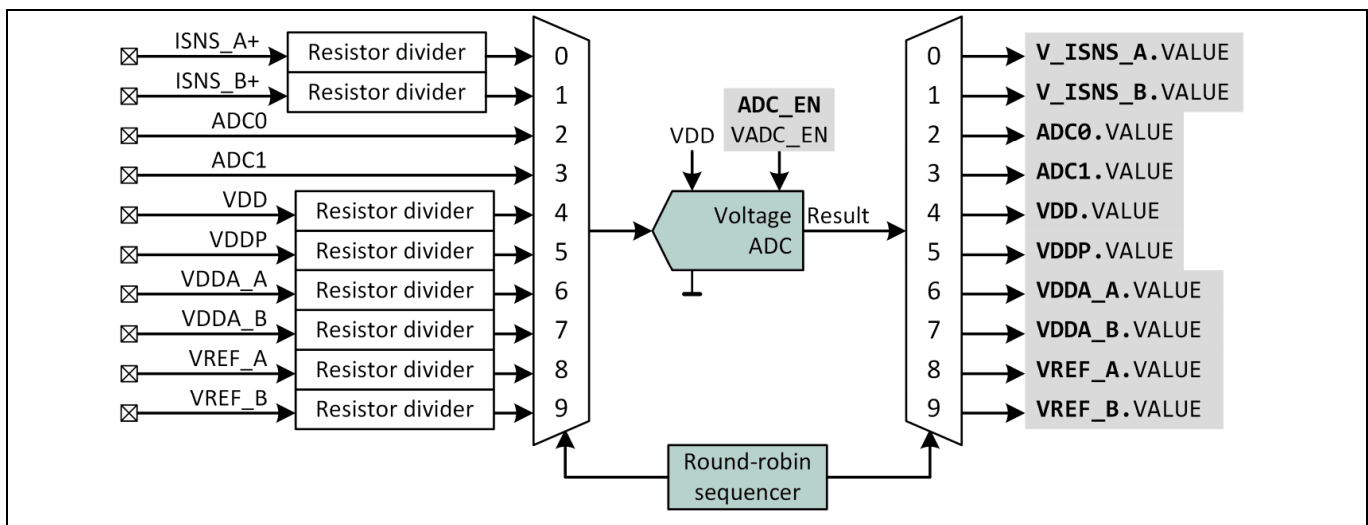 ISNS_A+ Resistor divider 0 0 V_ISNS_A.VALUE
ISNS_B+ Resistor divider 1 1 V_ISNS_B.VALUE
ADC0 2 2 ADC0.VALUE
ADC1 3 3 ADC1.VALUE
VDD Resistor divider 4 4 VDD.VALUE
VDDP Resistor divider 5 5 VDDP.VALUE
VDDA_A Resistor divider 6 6 VDDA_A.VALUE
VDDA_B Resistor divider 7 7 VDDA_B.VALUE
VREF_A Resistor divider 8 8 VREF_A.VALUE
VREF_B Resistor divider 9 9 VREF_B.VALUE
ADC_EN
VDD VADC_EN
Voltage Result
ADC
Round-robin
sequencer